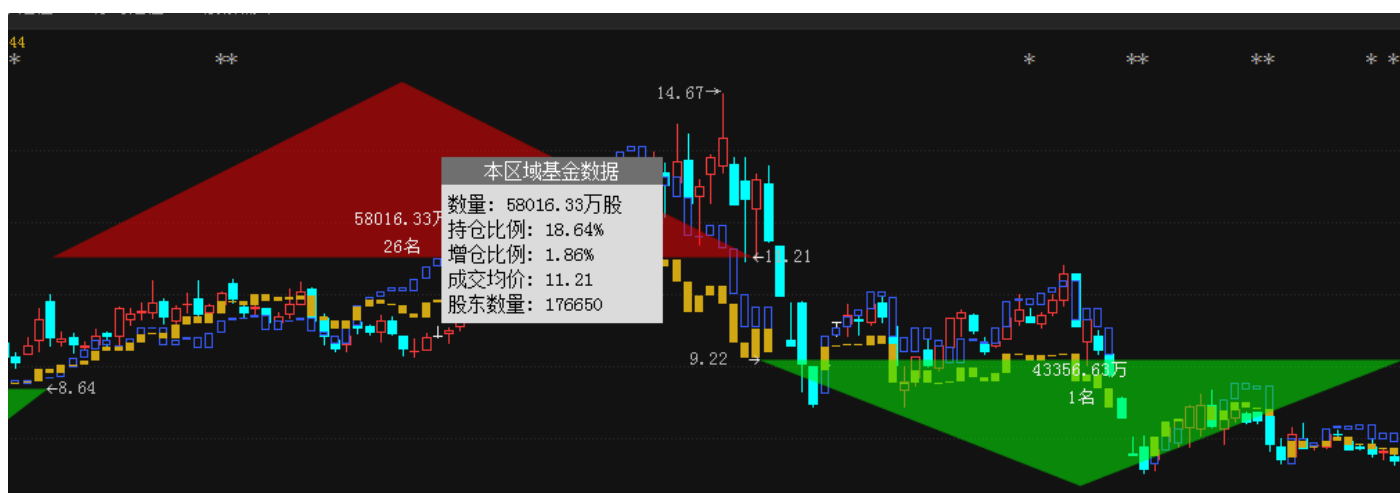 44
*
**
*
**
**
* *
14.67→
本区域基金数据
数量: 58016.33万股
持仓比例: 18.64%
增仓比例: 1.86%
成交均价: 11.21
股东数量: 176650
58016.33万
26名
9.22 →
43356.63万
1名
←8.64